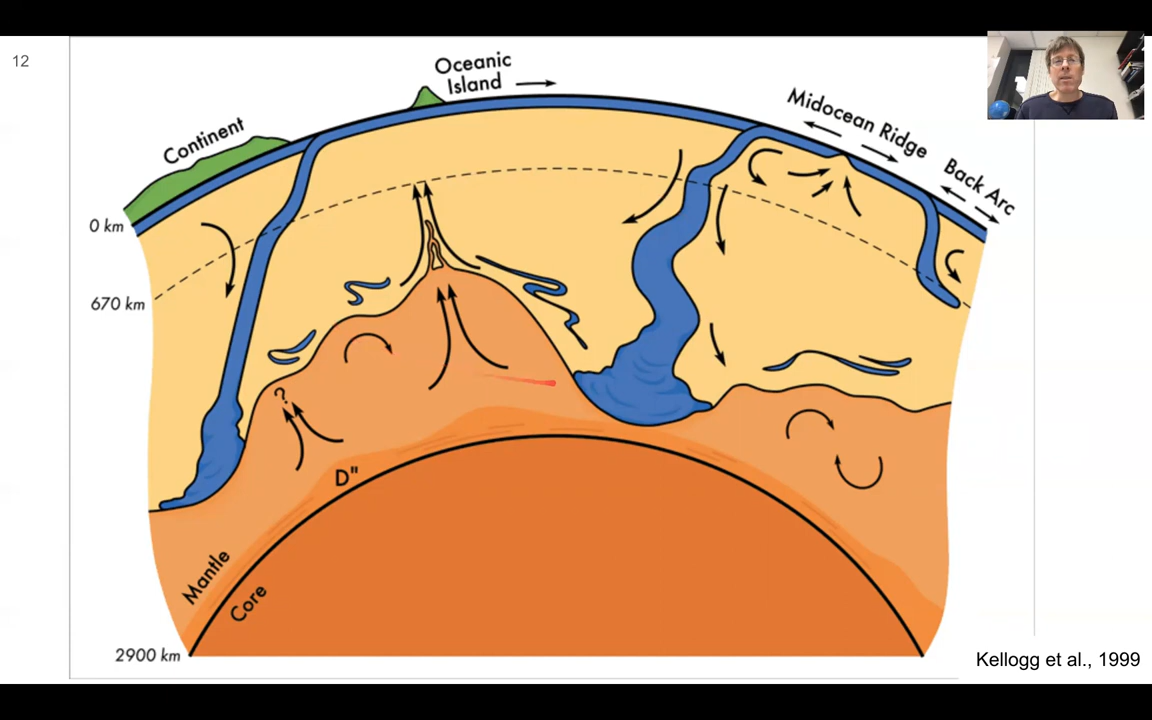 12
Oceanic
Island
Midocean Ridge
Continent
Back Arc
0 km
670 km
?
D"
Mantle
Core
2900 km
Kellogg et al., 1999